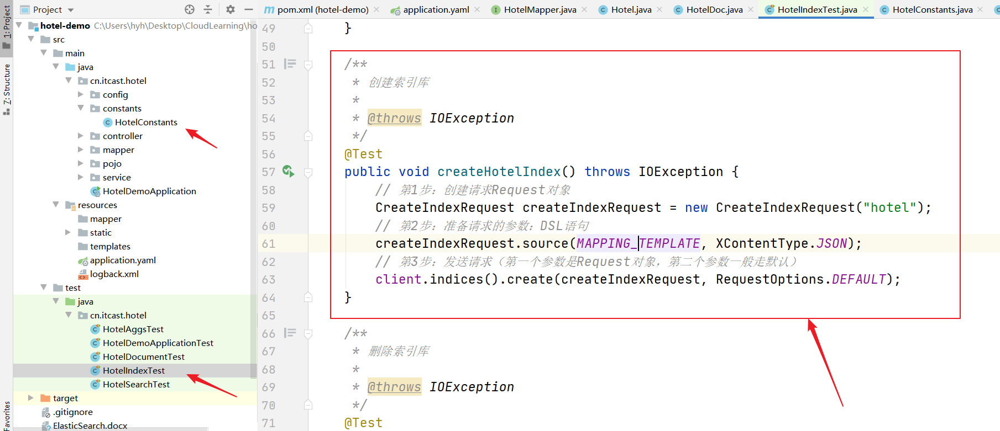 1: Project
7: Structure
Favorites
Project
hotel-demo C:\Users\hyh\Desktop\CloudLearning\ho
src
main
java
cn.itcast.hotel
config
constants
HotelConstants
controller
mapper
pojo
service
HotelDemoApplication
resources
mapper
static
templates
application.yaml
logback.xml
test
java
cn.itcast.hotel
HotelAggsTest
HotelDemoApplicationTest
HotelDocumentTest
HotelIndexTest
HotelSearchTest
target
.gitignore
ElasticSearch.docx
pom.xml (hotel-demo) application.yaml HotelMapper.java Hotel.java HotelDoc.java HotelIndexTest.java HotelConstants.java
49 }
50
51 /**
52 * 创建索引库
53 *
54 * @throws IOException
55 */
56 @Test
57 public void createHotelIndex() throws IOException {
58 // 第1步：创建请求Request对象
59 CreateIndexRequest createIndexRequest = new CreateIndexRequest("hotel");
60 // 第2步：准备请求的参数：DSL语句
61 createIndexRequest.source(MAPPING_TEMPLATE, XContentType.JSON);
62 // 第3步：发送请求（第一个参数是Request对象，第二个参数一般走默认）
63 client.indices().create(createIndexRequest, RequestOptions.DEFAULT);
64 }
65
66 /**
67 * 删除索引库
68 *
69 * @throws IOException
70 */
71 @Test